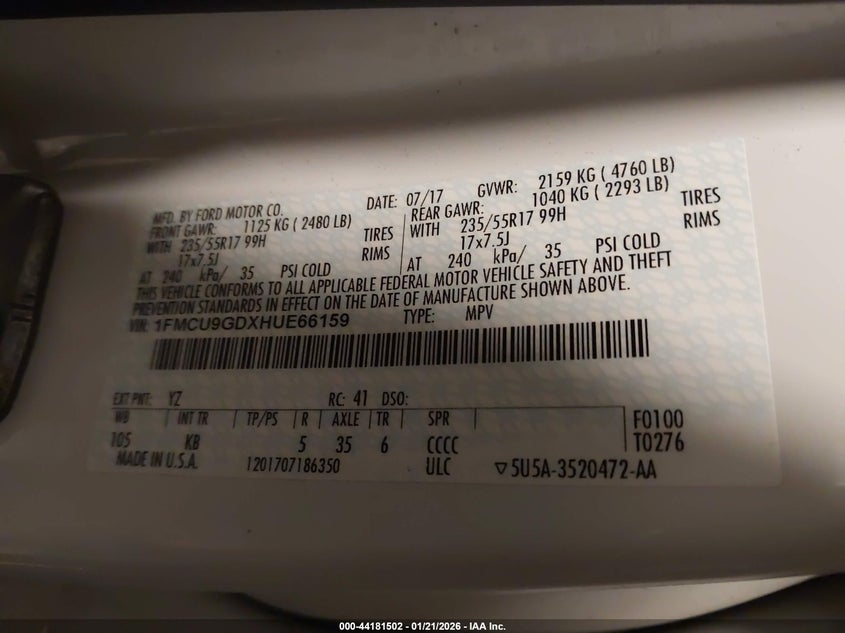 MFD. BY FORD MOTOR CO. DATE: 07/17 GVWR: 2159 KG ( 4760 LB)
FRONT GAWR: 1125 KG ( 2480 LB) REAR GAWR: 1040 KG ( 2293 LB)
WITH 235/55R17 99H TIRES WITH 235/55R17 99H TIRES
17x7.5J RIMS 17x7.5J RIMS
AT 240 kPa/ 35 PSI COLD AT 240 kPa/ 35 PSI COLD
THIS VEHICLE CONFORMS TO ALL APPLICABLE FEDERAL MOTOR VEHICLE SAFETY AND THEFT
PREVENTION STANDARDS IN EFFECT ON THE DATE OF MANUFACTURE SHOWN ABOVE.
VIN: 1FMCU9GDXHUE66159 TYPE: MPV
EXT PNT: YZ RC: 41 DSO:
WB INT TR TP/PS R AXLE TR SPR F0100
105 KB 5 35 6 CCCC T0276
MADE IN U.S.A. 1201707186350 ULC ▽5U5A-3520472-AA
000-44181502 - 01/21/2026 - IAA Inc.